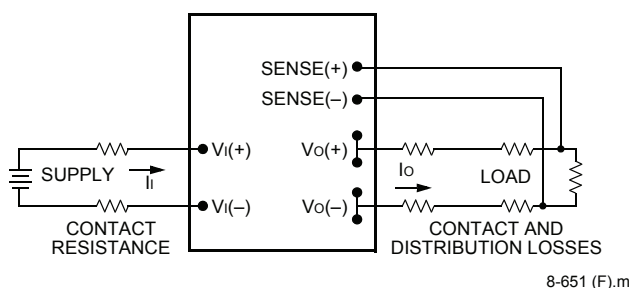 SENSE(+)
SENSE(–)
VI(+)
VO(+)
SUPPLY
II
IO
LOAD
VI(–)
VO(–)
CONTACT
RESISTANCE
CONTACT AND
DISTRIBUTION LOSSES
8-651 (F).m